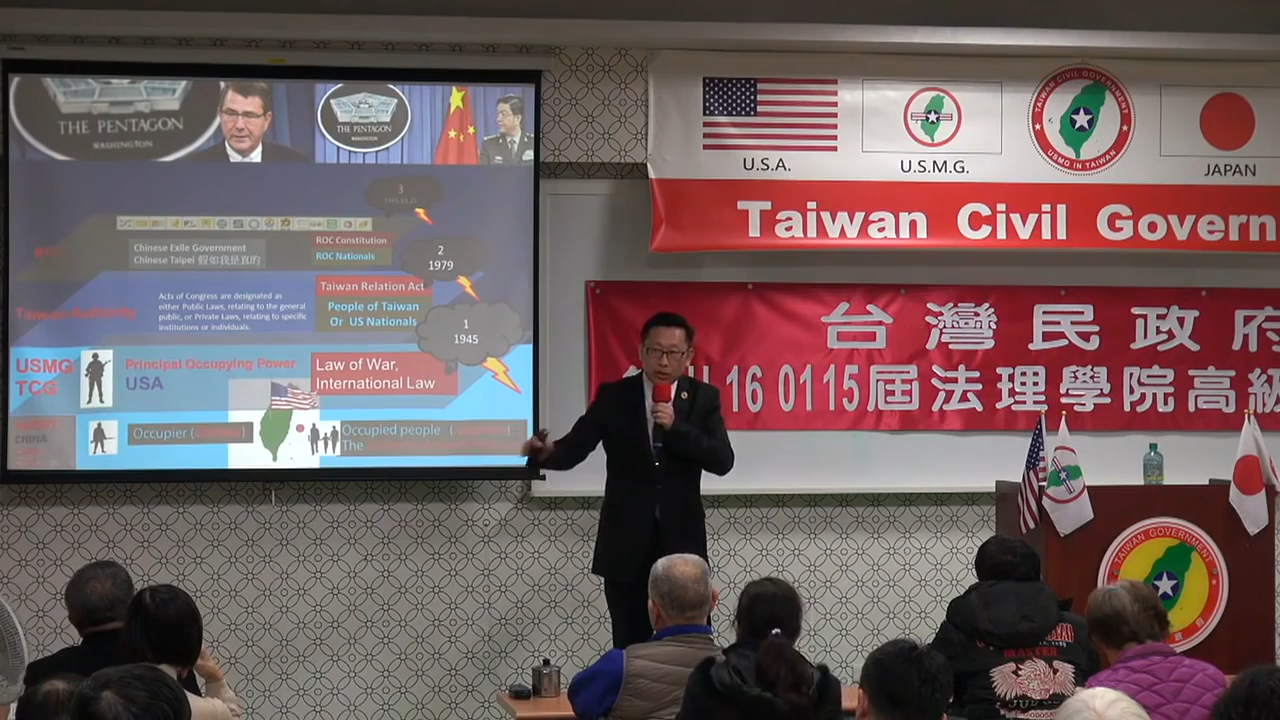 THE PENTAGON
WASHINGTON
THE PENTAGON
WASHINGTON
3
Chinese Exile Government
Chinese Taipei 假如我是真的
ROC Constitution
ROC Nationals
2
1979
Acts of Congress are designated as
either Public Laws, relating to the general
public, or Private Laws, relating to specific
institutions or individuals.
Taiwan Relation Act
People of Taiwan
Or US Nationals
1
1945
USMG
TCG
Principal Occupying Power
USA
Law of War,
International Law
CHINA
Occupier (
)
Occupied people (
The
U.S.A.
U.S.M.G.
TAIWAN CIVIL GOVERNMENT
USMG IN TAIWAN
JAPAN
Taiwan Civil Govern
台灣民政府
16 0115屆法理學院高級
TAIWAN GOVERNMENT
MASTER